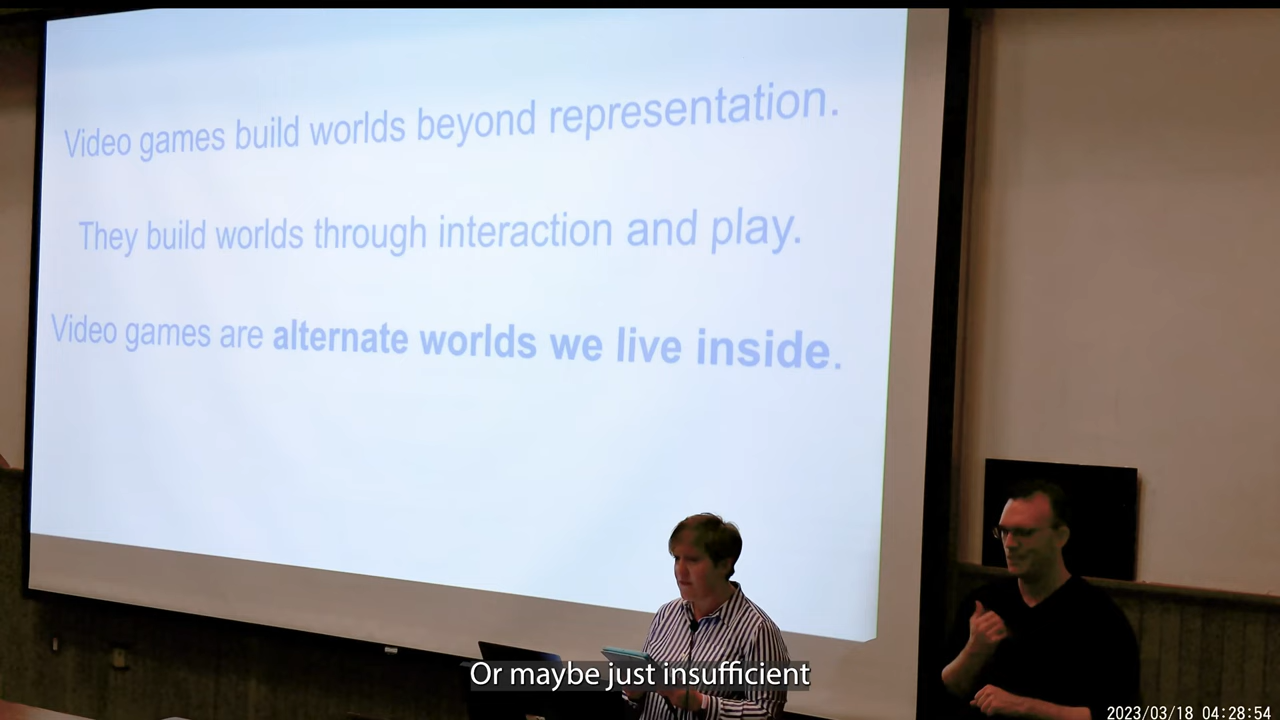 Video games build worlds beyond representation.
They build worlds through interaction and play.
Video games are alternate worlds we live inside.
Or maybe just insufficient
2023/03/18 04:28:54